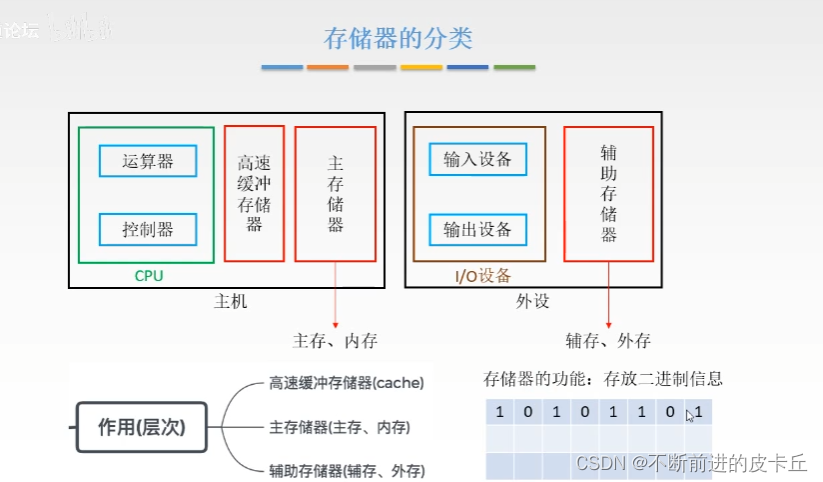 论坛
存储器的分类
运算器
控制器
CPU
高速
缓冲
存储
器
主
存
储
器
主机
输入设备
输出设备
I/O设备
辅
助
存
储
器
外设
主存、内存
辅存、外存
作用(层次)
高速缓冲存储器(cache)
主存储器(主存、内存)
辅助存储器(辅存、外存)
存储器的功能：存放二进制信息
1 0 1 0 1 1 0 1
CSDN @不断前进的皮卡丘